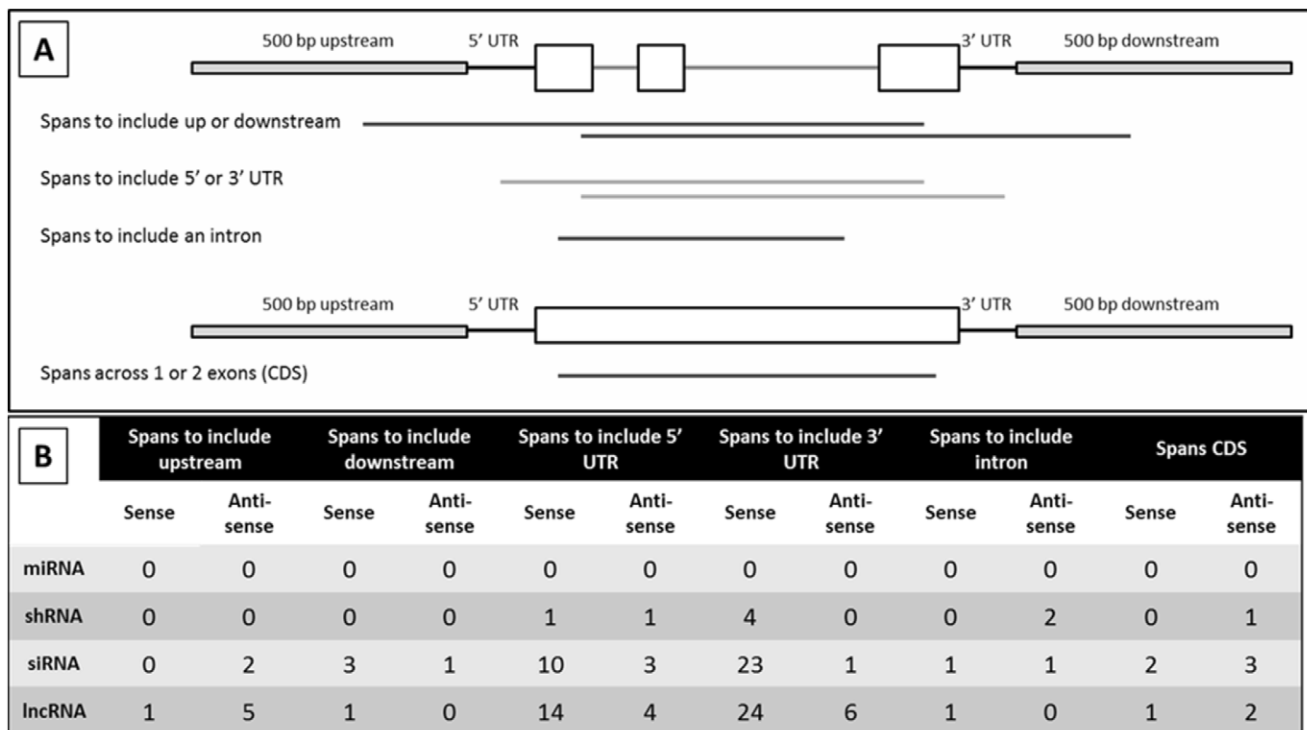 A
500 bp upstream 5’ UTR 3’ UTR 500 bp downstream
Spans to include up or downstream
Spans to include 5’ or 3’ UTR
Spans to include an intron
500 bp upstream 5’ UTR 3’ UTR 500 bp downstream
Spans across 1 or 2 exons (CDS)
B
Spans to include upstream Spans to include downstream Spans to include 5’ UTR Spans to include 3’ UTR Spans to include intron Spans CDS
Sense Anti-sense Sense Anti-sense Sense Anti-sense Sense Anti-sense Sense Anti-sense Sense Anti-sense
miRNA 0 0 0 0 0 0 0 0 0 0 0 0
shRNA 0 0 0 0 1 1 4 0 0 2 0 1
siRNA 0 2 3 1 10 3 23 1 1 1 2 3
lncRNA 1 5 1 0 14 4 24 6 1 0 1 2